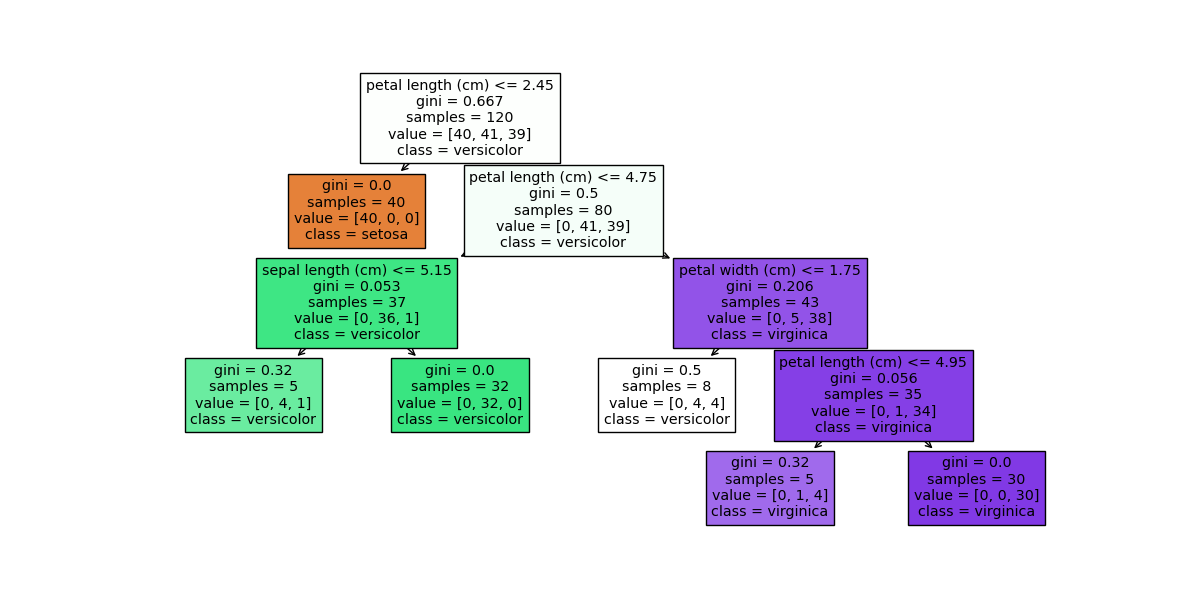 petal length (cm) <= 2.45
gini = 0.667
samples = 120
value = [40, 41, 39]
class = versicolor
gini = 0.0
samples = 40
value = [40, 0, 0]
class = setosa
petal length (cm) <= 4.75
gini = 0.5
samples = 80
value = [0, 41, 39]
class = versicolor
sepal length (cm) <= 5.15
gini = 0.053
samples = 37
value = [0, 36, 1]
class = versicolor
petal width (cm) <= 1.75
gini = 0.206
samples = 43
value = [0, 5, 38]
class = virginica
gini = 0.32
samples = 5
value = [0, 4, 1]
class = versicolor
gini = 0.0
samples = 32
value = [0, 32, 0]
class = versicolor
gini = 0.5
samples = 8
value = [0, 4, 4]
class = versicolor
petal length (cm) <= 4.95
gini = 0.056
samples = 35
value = [0, 1, 34]
class = virginica
gini = 0.32
samples = 5
value = [0, 1, 4]
class = virginica
gini = 0.0
samples = 30
value = [0, 0, 30]
class = virginica